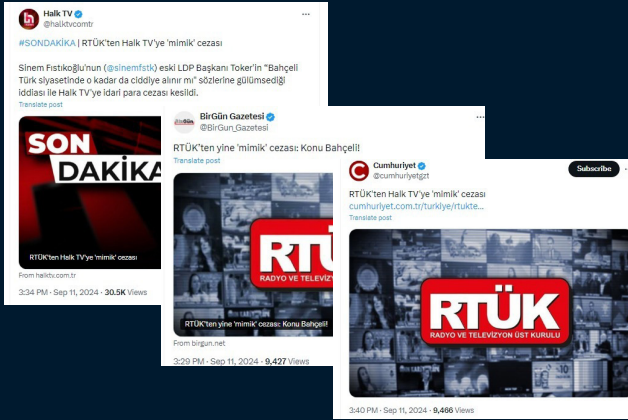 Halk TV
@halktvcomtr
#SONDAKİKA | RTÜK'ten Halk TV'ye 'mimik' cezası
Sinem Fıstıkoğlu'nun (@sinemfstk) eski LDP Başkanı Toker'in "Bahçeli
Türk siyasetinde o kadar da ciddiye alınır mı" sözlerine gülümsediği
iddiası ile Halk TV'ye idari para cezası kesildi.
Translate post
SON
DAKİKA
RTÜK'ten Halk TV'ye 'mimik' cezası
From halktv.com.tr
3:34 PM · Sep 11, 2024 · 30.5K Views
BirGün
BirGün Gazetesi
@BirGun_Gazetesi
RTÜK'ten yine 'mimik' cezası: Konu Bahçeli!
Translate post
RTÜ
RADYO VE TELEVİZY
RTÜK'ten yine 'mimik' cezası: Konu Bahçeli!
From birgun.net
3:29 PM · Sep 11, 2024 · 9,427 Views
Cumhuriyet
@cumhuriyetgzt
Subscribe
RTÜK'ten Halk TV'ye 'mimik' cezası
cumhuriyet.com.tr/turkiye/rtukte...
Translate post
RTÜK
RADYO VE TELEVİZYON ÜST KURULU
3:40 PM · Sep 11, 2024 · 9,466 Views